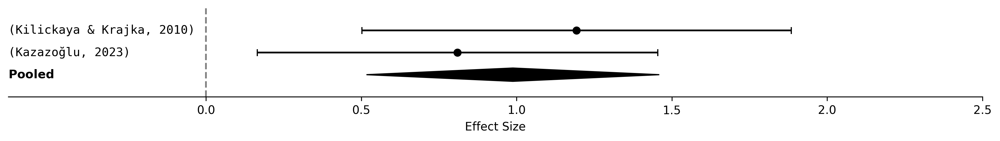 (Kilickaya & Krajka, 2010)
(Kazazoğlu, 2023)
Pooled
0.0 0.5 1.0 1.5 2.0 2.5
Effect Size